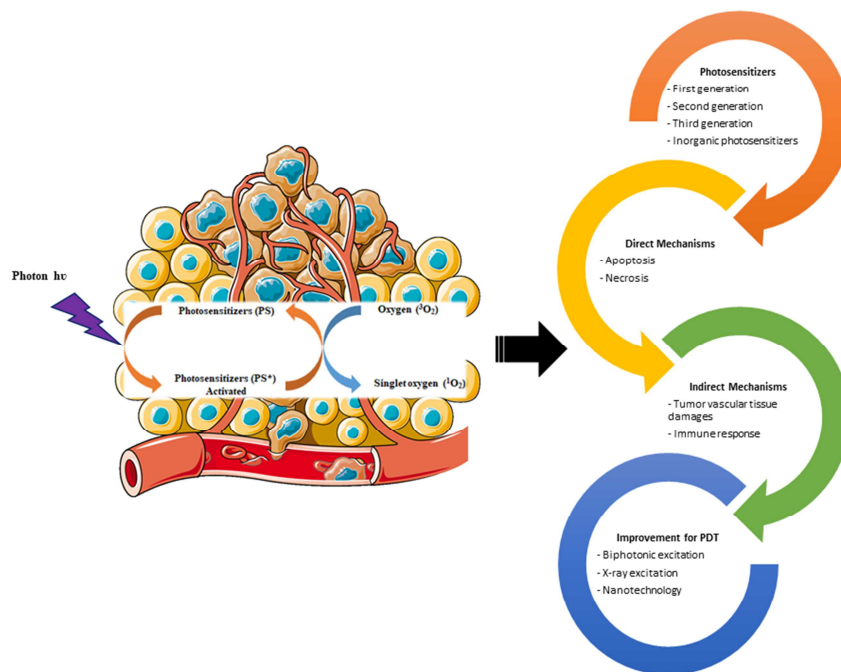 Photon hυ
Photosensitizers (PS)
Oxygen (³O₂)
Photosensitizers (PS*)
Activated
Singlet oxygen (¹O₂)
Photosensitizers
- First generation
- Second generation
- Third generation
- Inorganic photosensitizers
Direct Mechanisms
- Apoptosis
- Necrosis
Indirect Mechanisms
- Tumor vascular tissue
damages
- Immune response
Improvement for PDT
- Biphotonic excitation
- X-ray excitation
- Nanotechnology